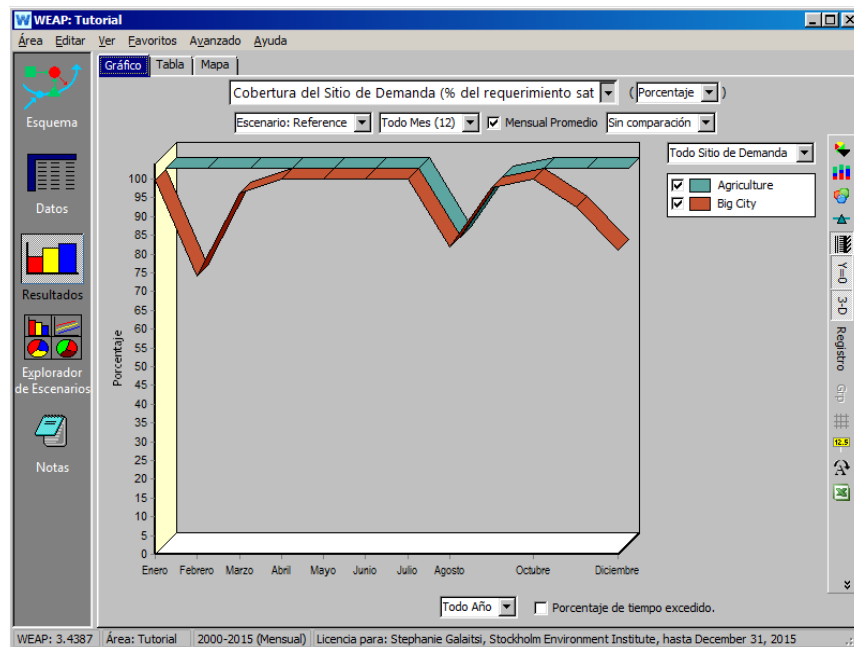 WEAP: Tutorial
Área Editar Ver Favoritos Avanzado Ayuda
Gráfico Tabla Mapa
Cobertura del Sitio de Demanda (% del requerimiento sat (Porcentaje)
Escenario: Reference Todo Mes (12) Mensual Promedio Sin comparación
Todo Sitio de Demanda
Agriculture
Big City
Esquema
Datos
Resultados
Explorador
de Escenarios
Notas
Porcentaje
100
95
90
85
80
75
70
65
60
55
50
45
40
35
30
25
20
15
10
5
0
Enero Febrero Marzo Abril Mayo Junio Julio Agosto Octubre Diciembre
Y=0
3-D
Registro
12.5
Todo Año Porcentaje de tiempo excedido.
WEAP: 3.4387 Área: Tutorial 2000-2015 (Mensual) Licencia para: Stephanie Galaitsi, Stockholm Environment Institute, hasta December 31, 2015